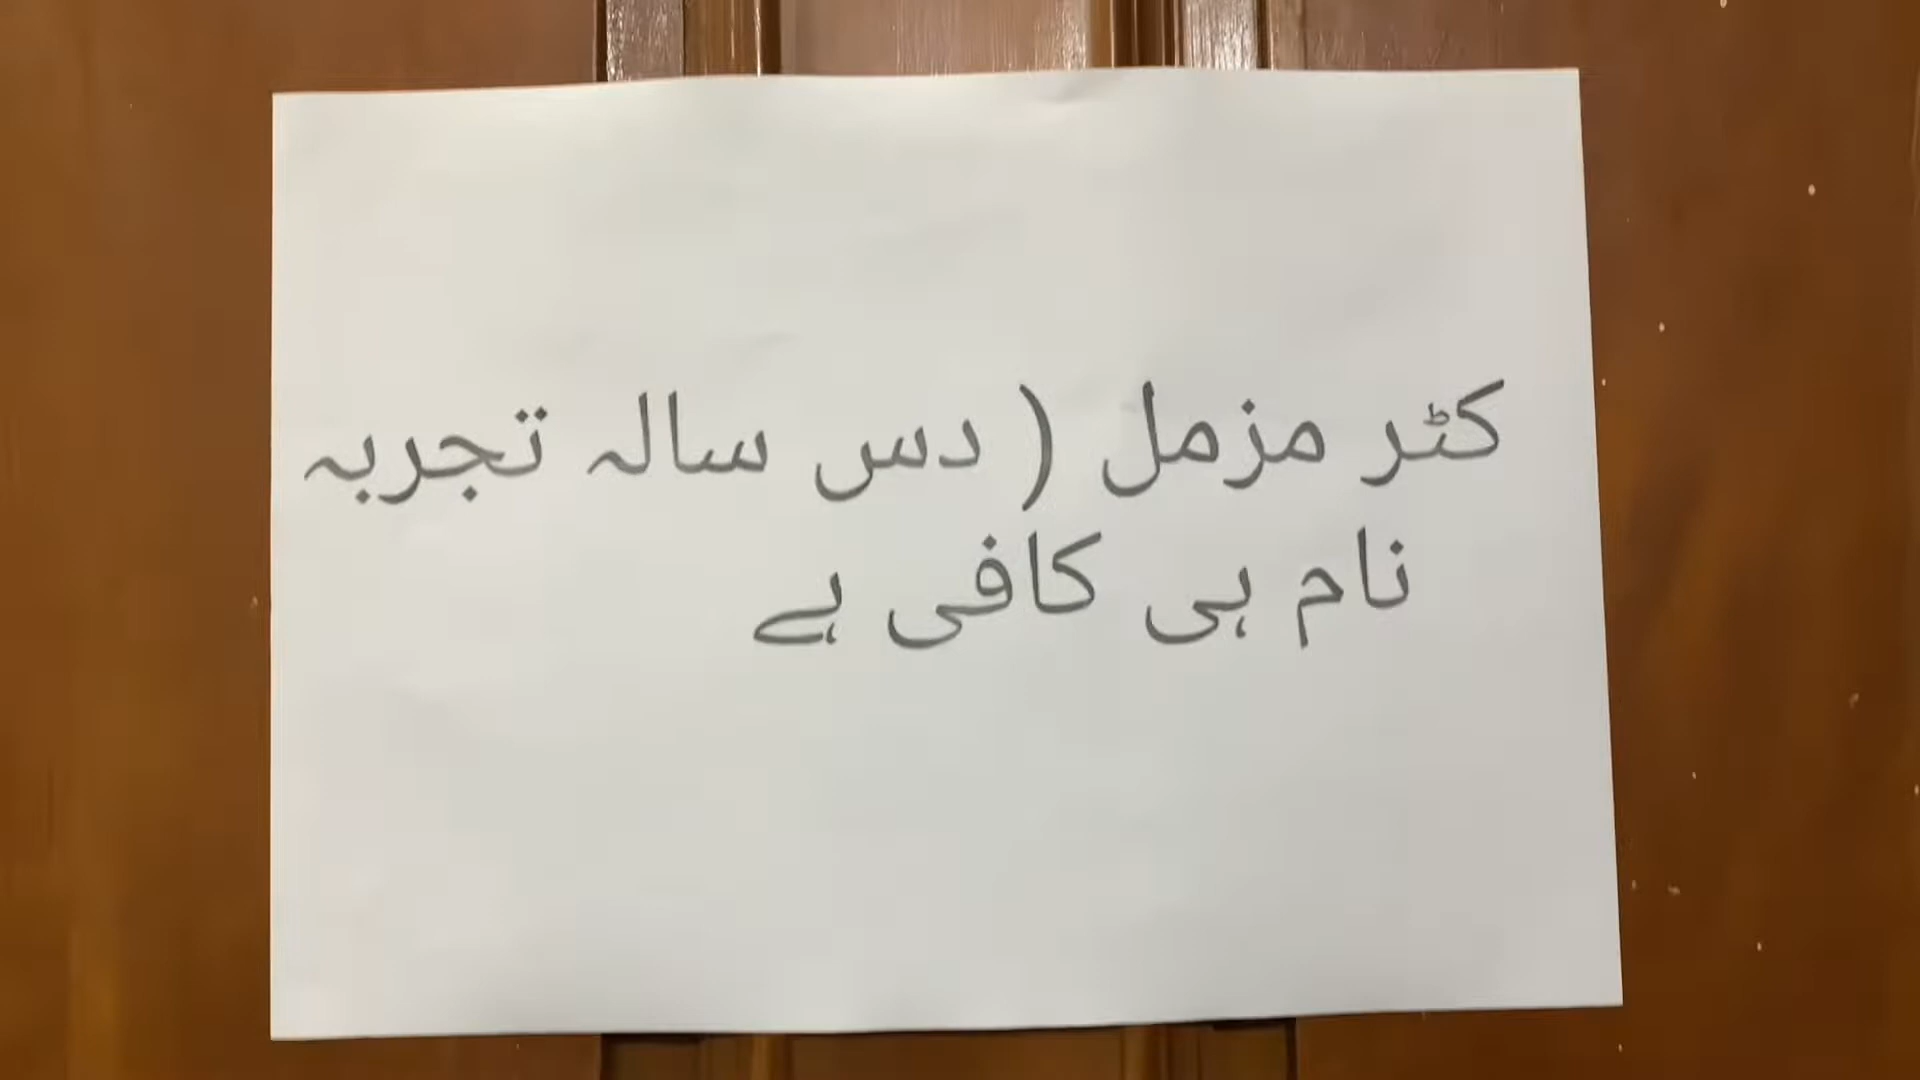 کٹر مزمل ( دس سالہ تجربہ
نام ہی کافی ہے